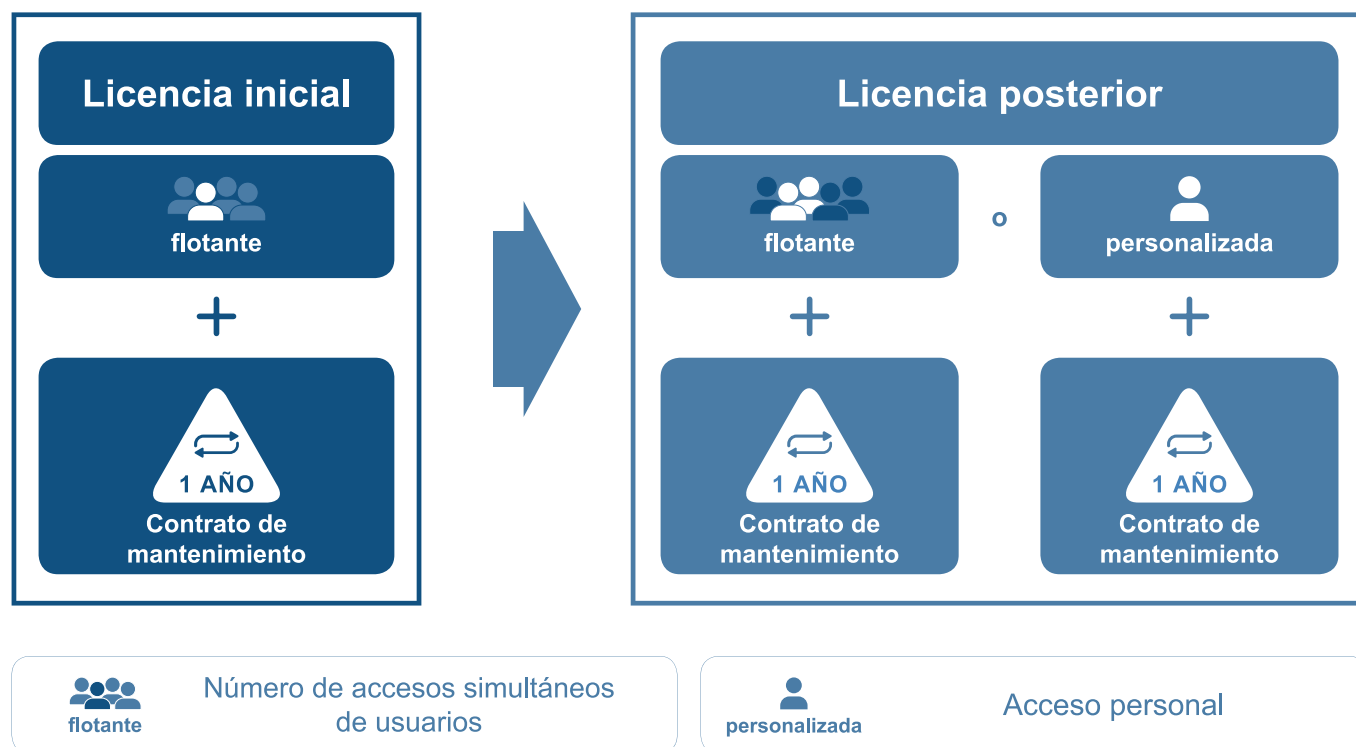 Licencia inicial
flotante
+
1 AÑO
Contrato de
mantenimiento
Licencia posterior
flotante
o
personalizada
+
+
1 AÑO
Contrato de
mantenimiento
1 AÑO
Contrato de
mantenimiento
flotante
Número de accesos simultáneos
de usuarios
personalizada
Acceso personal